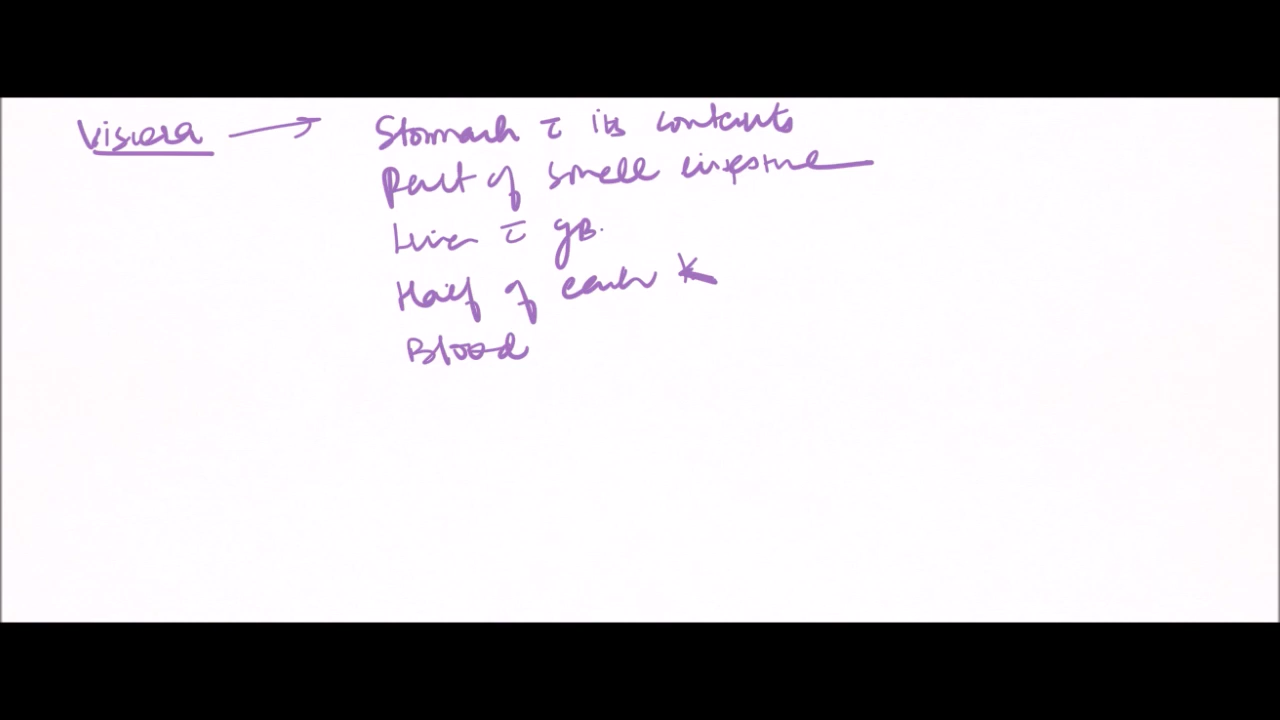 Viscera → Stomach c̄ its contents
Part of small intestine
Liver c̄ GB.
Half of each K
Blood